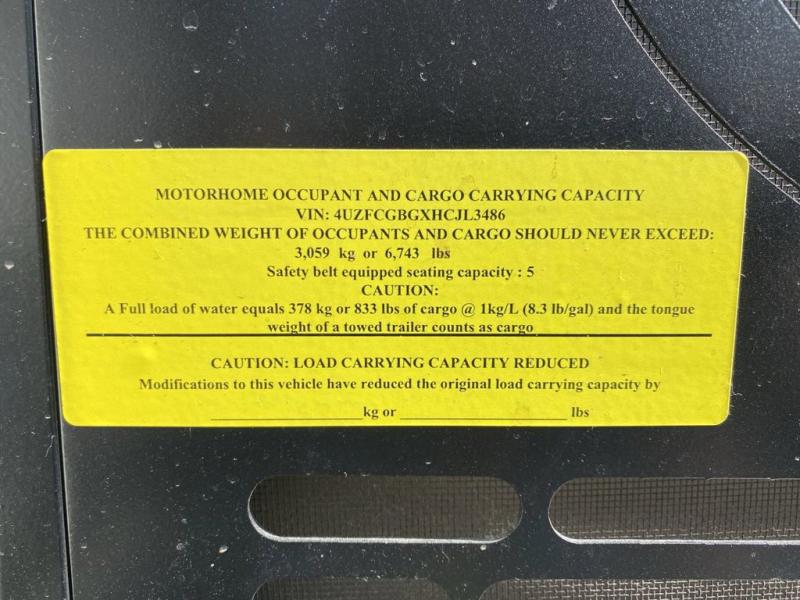 MOTORHOME OCCUPANT AND CARGO CARRYING CAPACITY
VIN: 4UZFCGBGXHCJL3486
THE COMBINED WEIGHT OF OCCUPANTS AND CARGO SHOULD NEVER EXCEED:
3,059 kg or 6,743 lbs
Safety belt equipped seating capacity : 5
CAUTION:
A Full load of water equals 378 kg or 833 lbs of cargo @ 1kg/L (8.3 lb/gal) and the tongue
weight of a towed trailer counts as cargo
CAUTION: LOAD CARRYING CAPACITY REDUCED
Modifications to this vehicle have reduced the original load carrying capacity by
____________________kg or ______________________ lbs